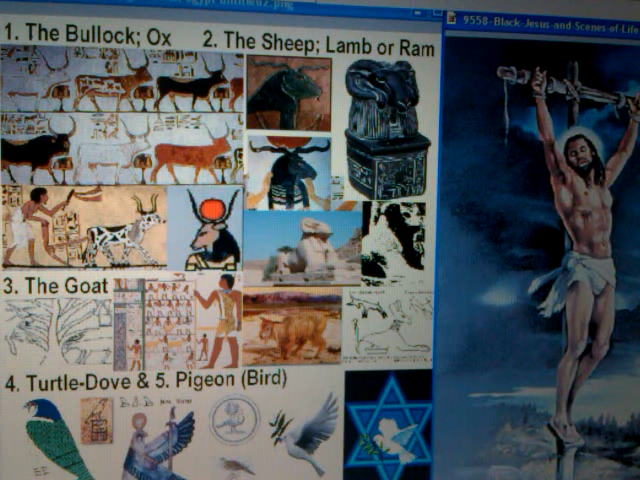 9558-Black-Jesus-and-Scenes-of-Life
1. The Bullock; Ox
2. The Sheep; Lamb or Ram
3. The Goat
4. Turtle-Dove & 5. Pigeon (Bird)